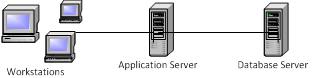 Application Server
Database Server
Workstations